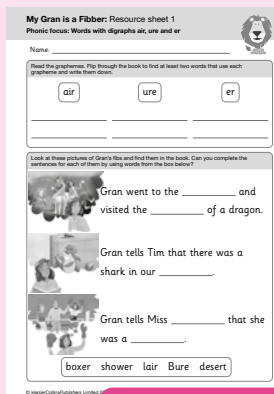 My Gran is a Fibber: Resource sheet 1
Phonic focus: Words with digraphs air, ure and er
Name:
Read the graphemes. Flip through the book to find at least two words that use each
grapheme and write them down.
air ure er
Look at these pictures of Gran's fibs and find them in the book. Can you complete the
sentences for each of them by using words from the box below?
Gran went to the __________ and
visited the __________ of a dragon.
Gran tells Tim that there was a
shark in our __________.
Gran tells Miss __________ that she
was a __________.
boxer shower lair Bure desert
© HarperCollinsPublishers Limited